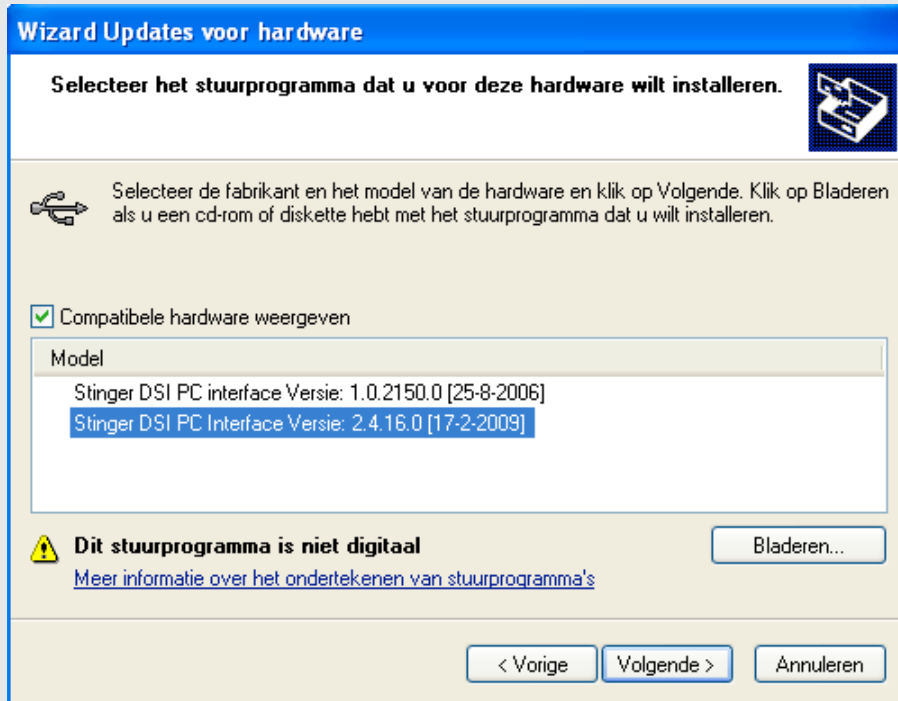 Wizard Updates voor hardware
Selecteer het stuurprogramma dat u voor deze hardware wilt installeren.
Selecteer de fabrikant en het model van de hardware en klik op Volgende. Klik op Bladeren
als u een cd-rom of diskette hebt met het stuurprogramma dat u wilt installeren.
Compatibele hardware weergeven
Model
Stinger DSI PC interface Versie: 1.0.2150.0 [25-8-2006]
Stinger DSI PC Interface Versie: 2.4.16.0 [17-2-2009]
Dit stuurprogramma is niet digitaal
Bladeren...
Meer informatie over het ondertekenen van stuurprogramma's
< Vorige
Volgende >
Annuleren